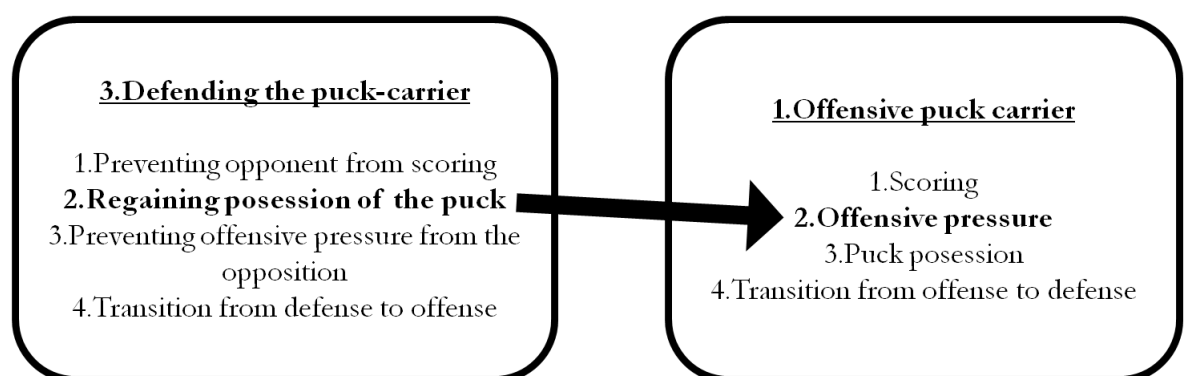 3.Defending the puck-carrier
1.Preventing opponent from scoring
2.Regaining posession of the puck
3.Preventing offensive pressure from the
opposition
4.Transition from defense to offense
1.Offensive puck carrier
1.Scoring
2.Offensive pressure
3.Puck posession
4.Transition from offense to defense